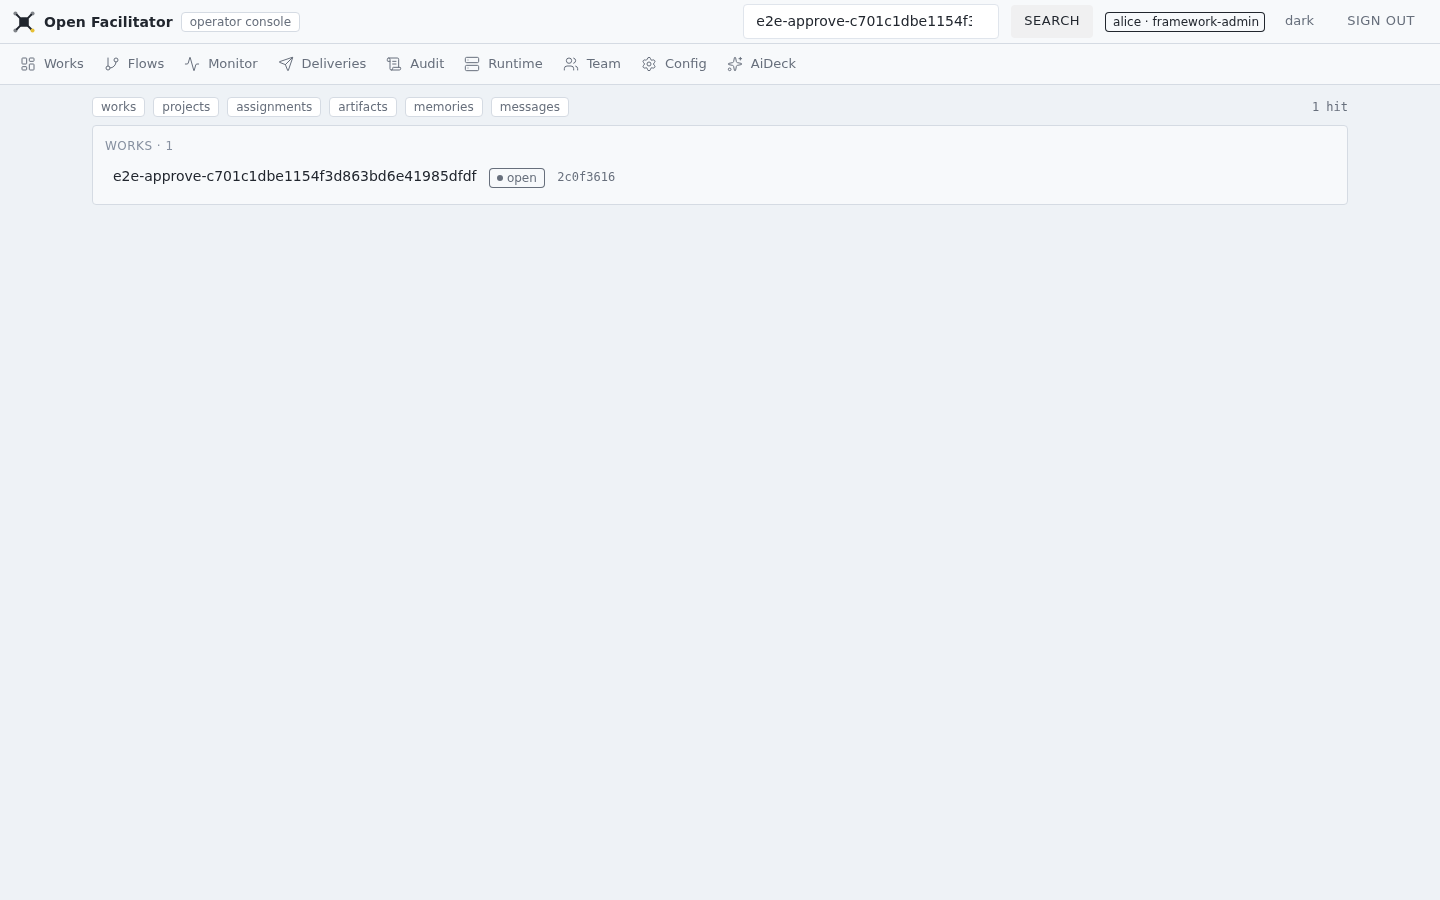 Open Facilitator operator console e2e-approve-c701c1dbe1154f3 SEARCH alice · framework-admin dark SIGN OUT
Works Flows Monitor Deliveries Audit Runtime Team Config AiDeck
works projects assignments artifacts memories messages 1 hit
WORKS · 1
e2e-approve-c701c1dbe1154f3d863bd6e41985dfdf open 2c0f3616